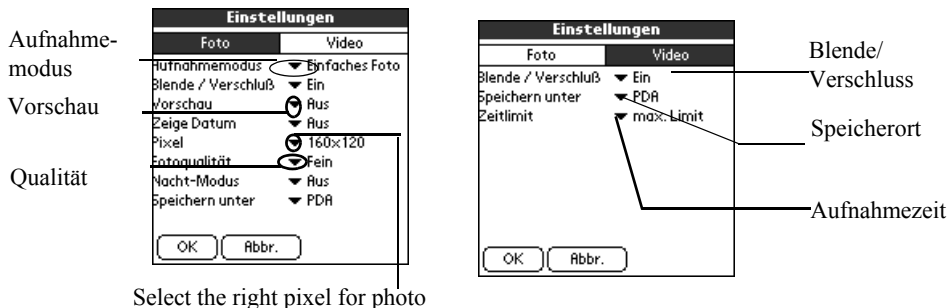 Einstellungen
Foto Video
Aufnahmemodus Einfaches Foto
Blende / Verschluß Ein
Vorschau Aus
Zeige Datum Aus
Pixel 160x120
Fotoqualität Fein
Nacht-Modus Aus
Speichern unter PDA
OK Abbr.
Aufnahme-
modus
Vorschau
Qualität
Select the right pixel for photo
Einstellungen
Foto Video
Blende / Verschluß Ein
Speichern unter PDA
Zeitlimit max. Limit
OK Abbr.
Blende/
Verschluss
Speicherort
Aufnahmezeit